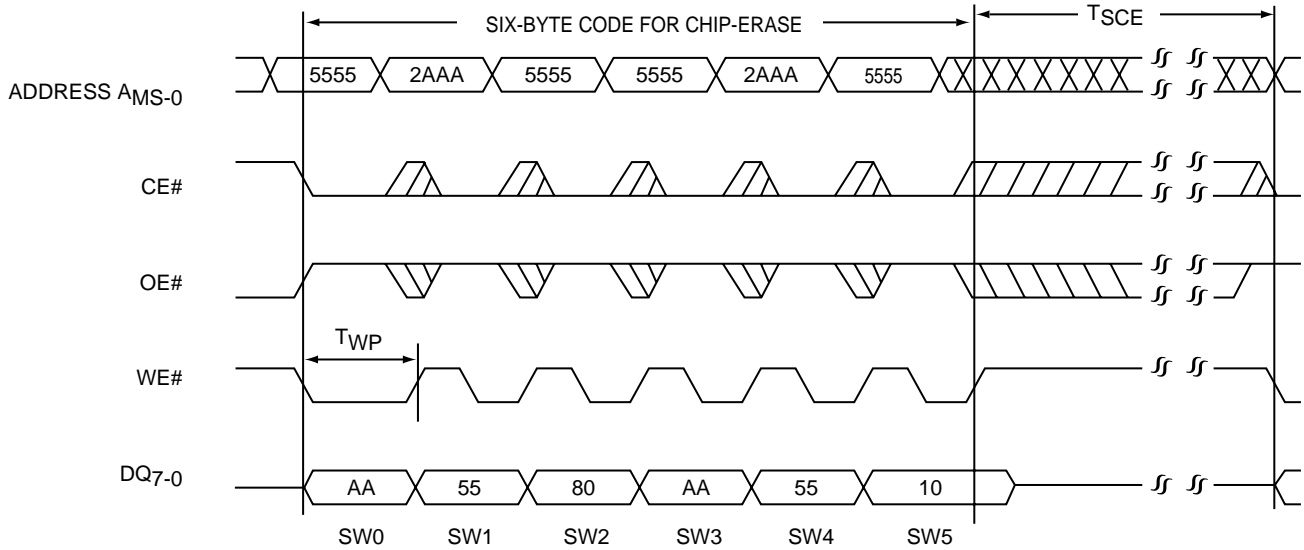 SIX-BYTE CODE FOR CHIP-ERASE TSCE
ADDRESS AMS-0 5555 2AAA 5555 5555 2AAA 5555
CE#
OE#
TWP
WE#
DQ7-0 AA 55 80 AA 55 10
SW0 SW1 SW2 SW3 SW4 SW5